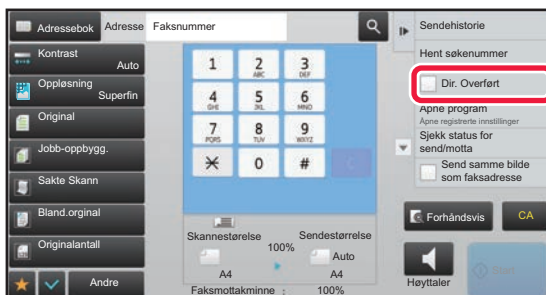 Adressebok
Adresse
Faksnummer
Sendehistorie
Kontrast
Auto
Hent søkenummer
Oppløsning
Superfin
Dir. Overført
Original
Åpne program
Åpne registrerte innstillinger
Jobb-oppbygg.
Sjekk status for
send/motta
Sakte Skann
Send samme bilde
som faksadresse
Bland.orginal
Originalantall
Andre
1
2
ABC
3
DEF
4
GHI
5
JKL
6
MNO
7
PQRS
8
TUV
9
WXYZ
0
#
C
Skannestørelse
Sendestørrelse
100%
Auto
A4
A4
Faksmottakminne :
100%
Forhåndsvis
CA
Høyttaler
Start